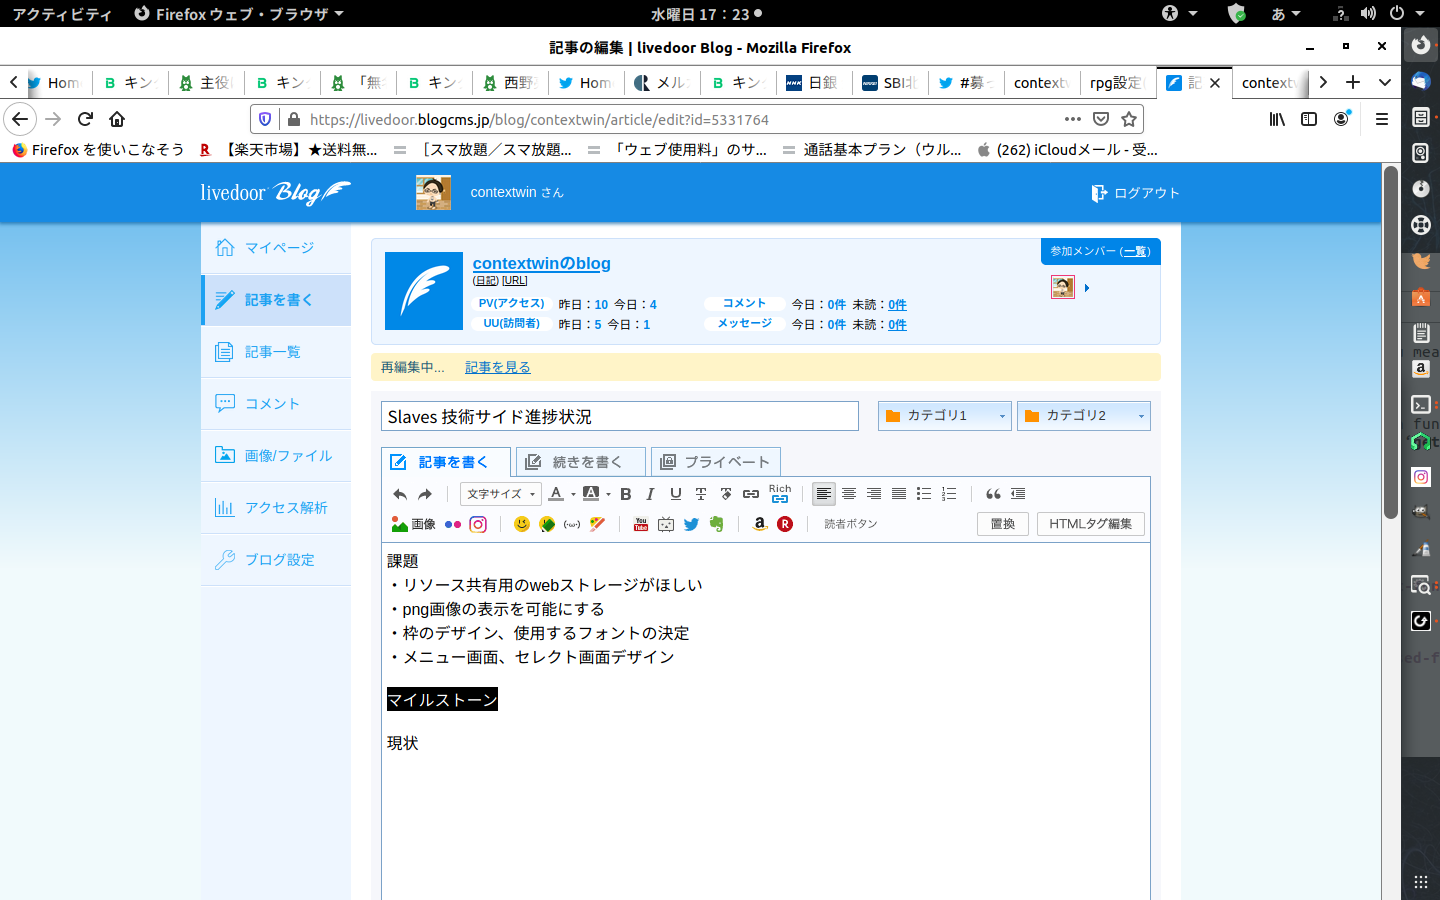 アクティビティ
Firefox ウェブ・ブラウザ
水曜日 17：23
あ
記事の編集 | livedoor Blog - Mozilla Firefox
Home
キン
主役
キン
「無
キン
西野
Home
メル
キン
日銀
SBI北
#募
contextw
rpg設定
記
contextw
https://livedoor.blogcms.jp/blog/contextwin/article/edit?id=5331764
Firefox を使いこなそう
【楽天市場】★送料無...
［スマ放題／スマ放題...
「ウェブ使用料」のサ...
通話基本プラン（ウル...
(262) iCloudメール - 受...
livedoor Blog
contextwin さん
ログアウト
マイページ
記事を書く
記事一覧
コメント
画像/ファイル
アクセス解析
ブログ設定
contextwinのblog
(日記) [URL]
PV(アクセス) 昨日：10 今日：4
コメント 今日：0件 未読：0件
UU(訪問者) 昨日：5 今日：1
メッセージ 今日：0件 未読：0件
参加メンバー (一覧)
再編集中... 記事を見る
Slaves 技術サイド進捗状況
カテゴリ1
カテゴリ2
記事を書く
続きを書く
プライベート
文字サイズ
Rich
画像
読者ボタン
置換
HTMLタグ編集
課題
・リソース共有用のwebストレージがほしい
・png画像の表示を可能にする
・枠のデザイン、使用するフォントの決定
・メニュー画面、セレクト画面デザイン
マイルストーン
現状